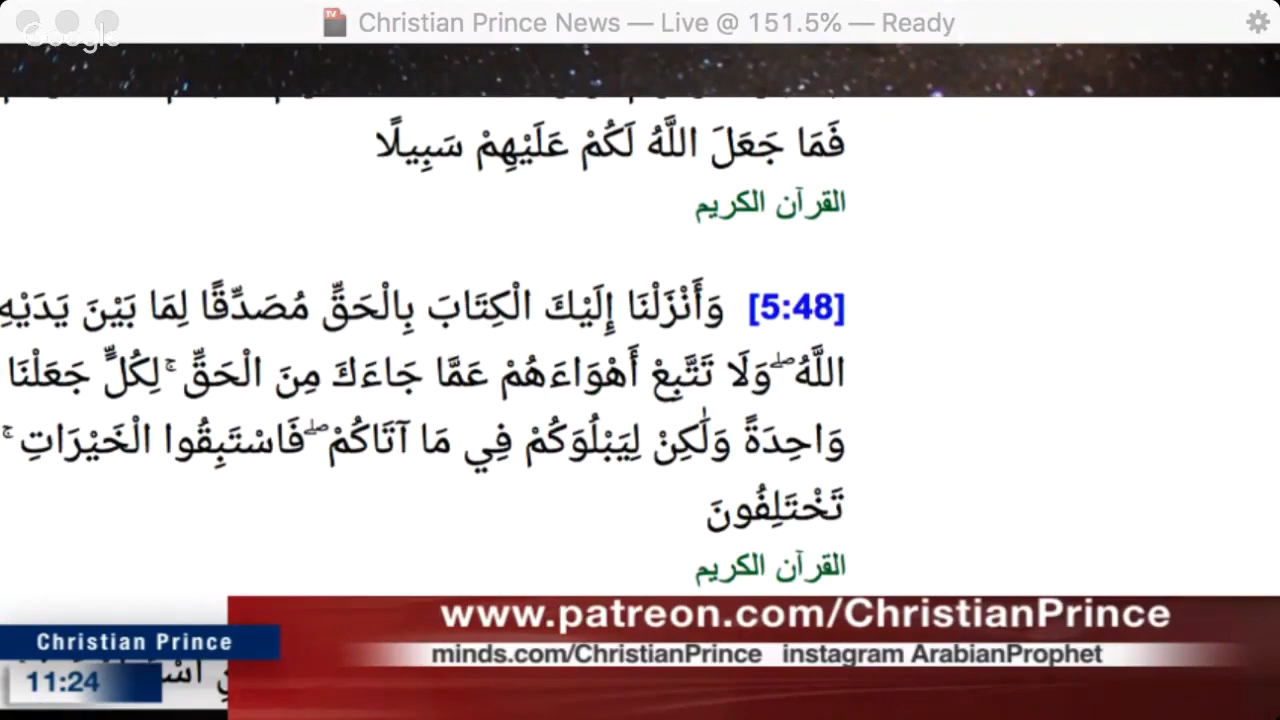 Christian Prince News — Live @ 151.5% — Ready
Google
فَمَا جَعَلَ اللَّهُ لَكُمْ عَلَيْهِمْ سَبِيلًا
القرآن الكريم
[5:48] وَأَنْزَلْنَا إِلَيْكَ الْكِتَابَ بِالْحَقِّ مُصَدِّقًا لِمَا بَيْنَ يَدَيْهِ
اللَّهُ ۖ وَلَا تَتَّبِعْ أَهْوَاءَهُمْ عَمَّا جَاءَكَ مِنَ الْحَقِّ ۚ لِكُلٍّ جَعَلْنَا
وَاحِدَةً وَلَٰكِنْ لِيَبْلُوَكُمْ فِي مَا آتَاكُمْ ۖ فَاسْتَبِقُوا الْخَيْرَاتِ ۚ
تَخْتَلِفُونَ
القرآن الكريم
www.patreon.com/ChristianPrince
Christian Prince
minds.com/ChristianPrince instagram ArabianProphet
11:24